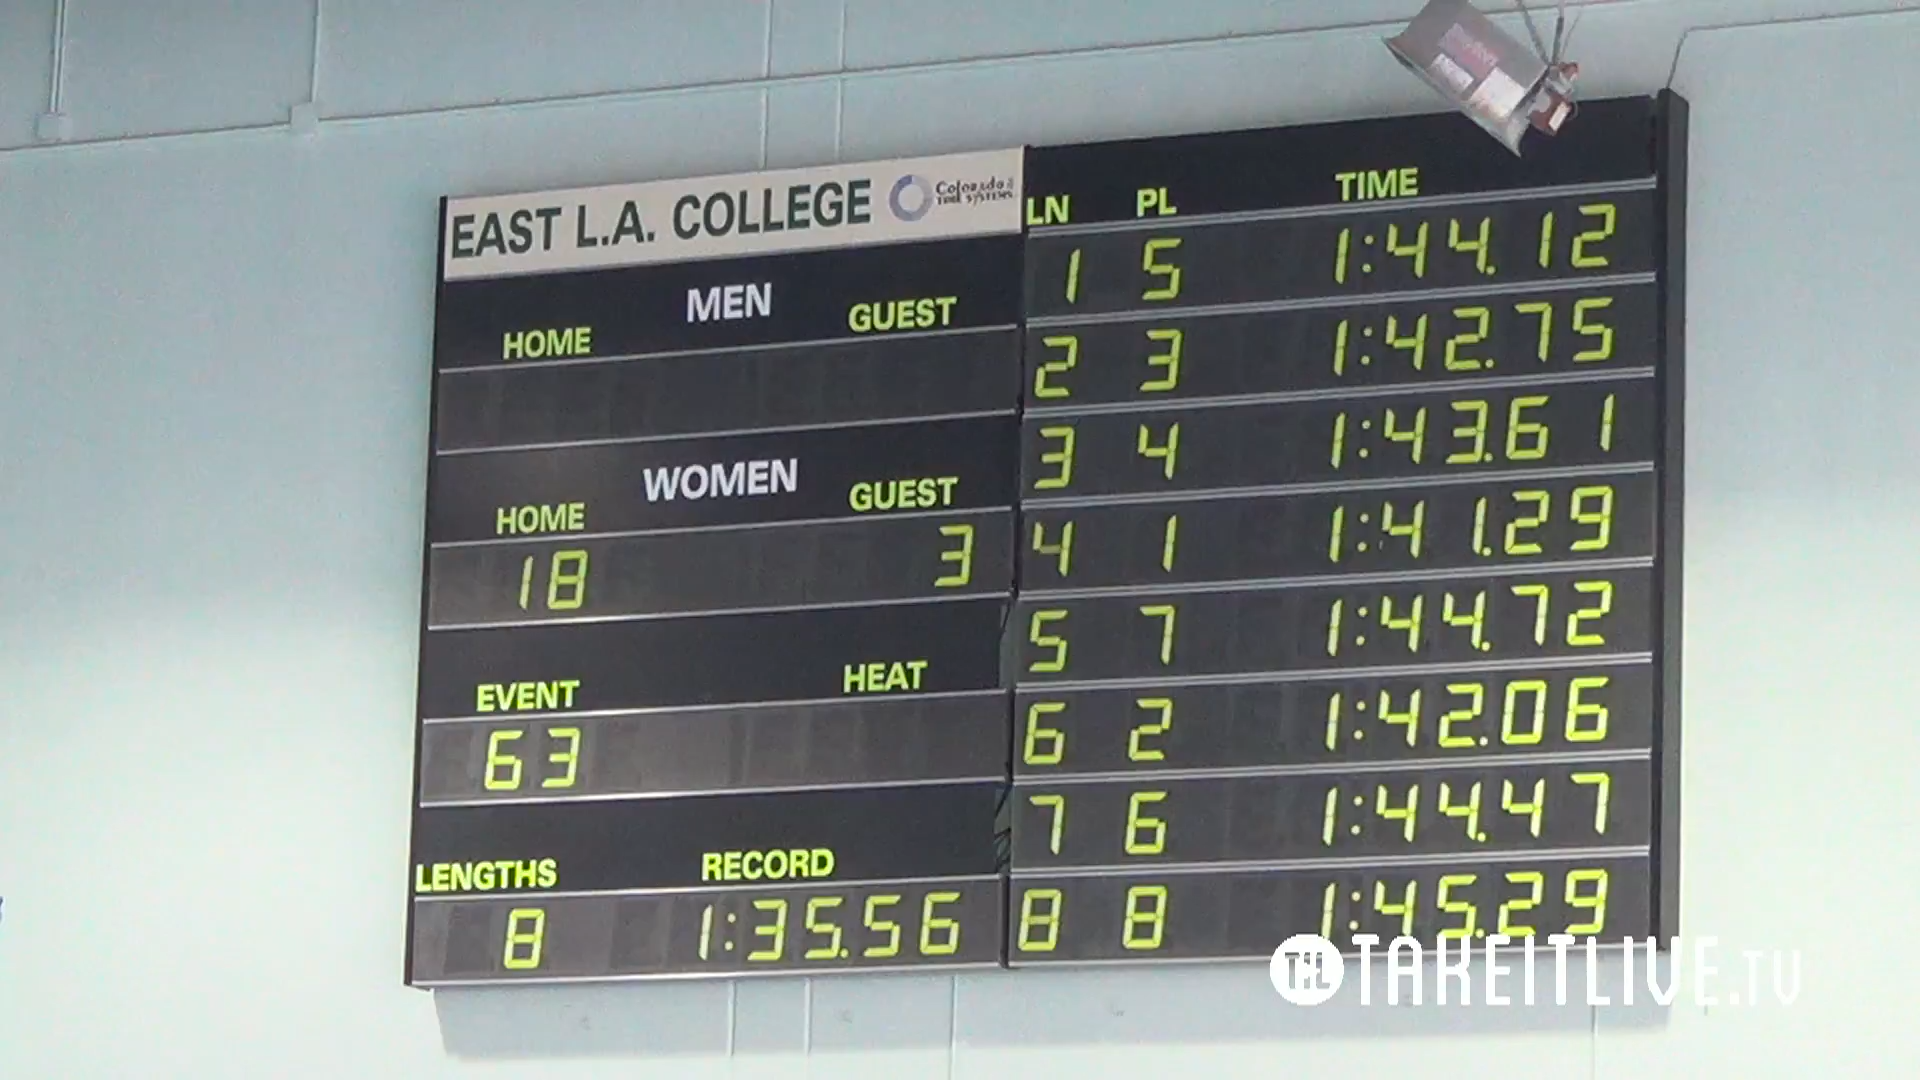 EAST L.A. COLLEGE
Colorado
TIME SYSTEMS
MEN
HOME GUEST
WOMEN
HOME GUEST
18 3
EVENT HEAT
63
LENGTHS RECORD
8 1:35.56
LN PL TIME
1 5 1:44.12
2 3 1:42.75
3 4 1:43.61
4 1 1:41.29
5 7 1:44.72
6 2 1:42.06
7 6 1:44.47
8 8 1:45.29
TAKEITLIVE.TV